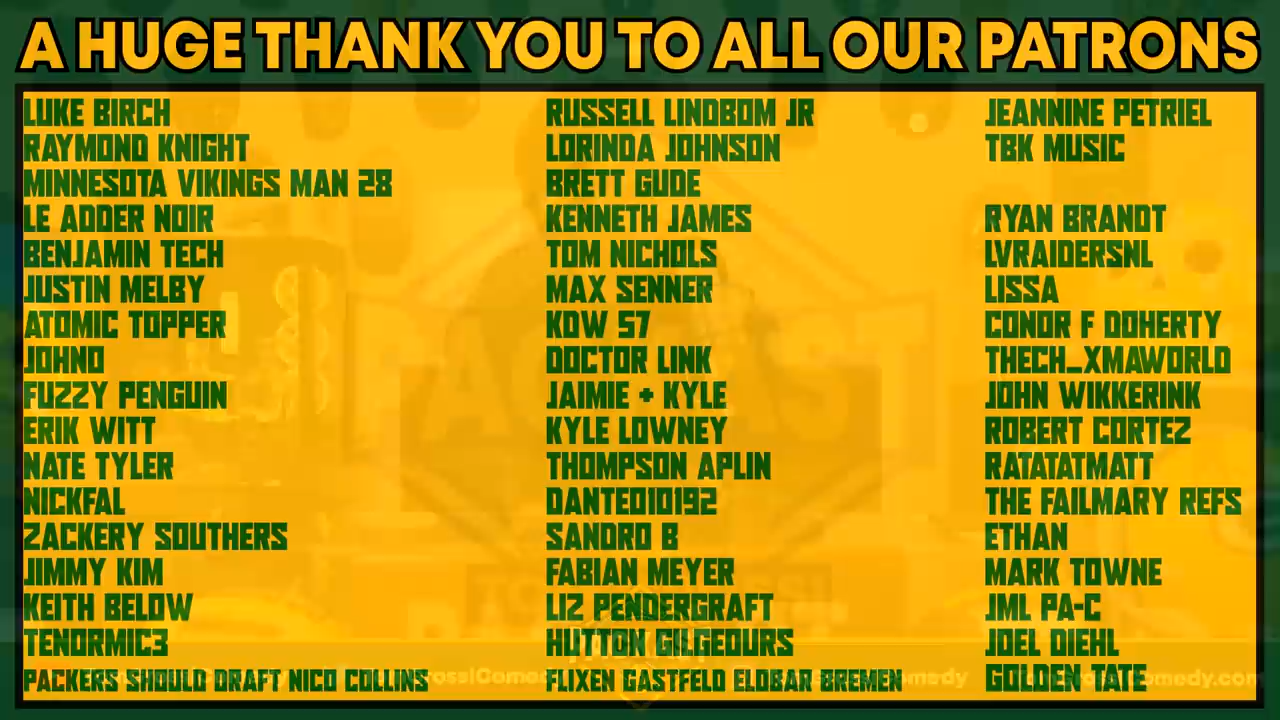 A HUGE THANK YOU TO ALL OUR PATRONS
LUKE BIRCH
RAYMOND KNIGHT
MINNESOTA VIKINGS MAN 28
LE ADDER NOIR
BENJAMIN TECH
JUSTIN MELBY
ATOMIC TOPPER
JOHNO
FUZZY PENGUIN
ERIK WITT
NATE TYLER
NICKFAL
ZACKERY SOUTHERS
JIMMY KIM
KEITH BELOW
TENORMIC3
PACKERS SHOULD DRAFT NICO COLLINS
RUSSELL LINDBOM JR
LORINDA JOHNSON
BRETT GUDE
KENNETH JAMES
TOM NICHOLS
MAX SENNER
KDW 57
DOCTOR LINK
JAIMIE + KYLE
KYLE LOWNEY
THOMPSON APLIN
DANTE010192
SANDRO B
FABIAN MEYER
LIZ PENDERGRAFT
HUTTON GILGEOURS
FLIXEN GASTFELD ELDBAR BREMEN
JEANNINE PETRIEL
TBK MUSIC
RYAN BRANDT
LVRAIDERSNL
LISSA
CONOR F DOHERTY
THECH_XMAWORLD
JOHN WIKKERINK
ROBERT CORTEZ
RATATATMATT
THE FAILMARY REFS
ETHAN
MARK TOWNE
JML PA-C
JOEL DIEHL
GOLDEN TATE